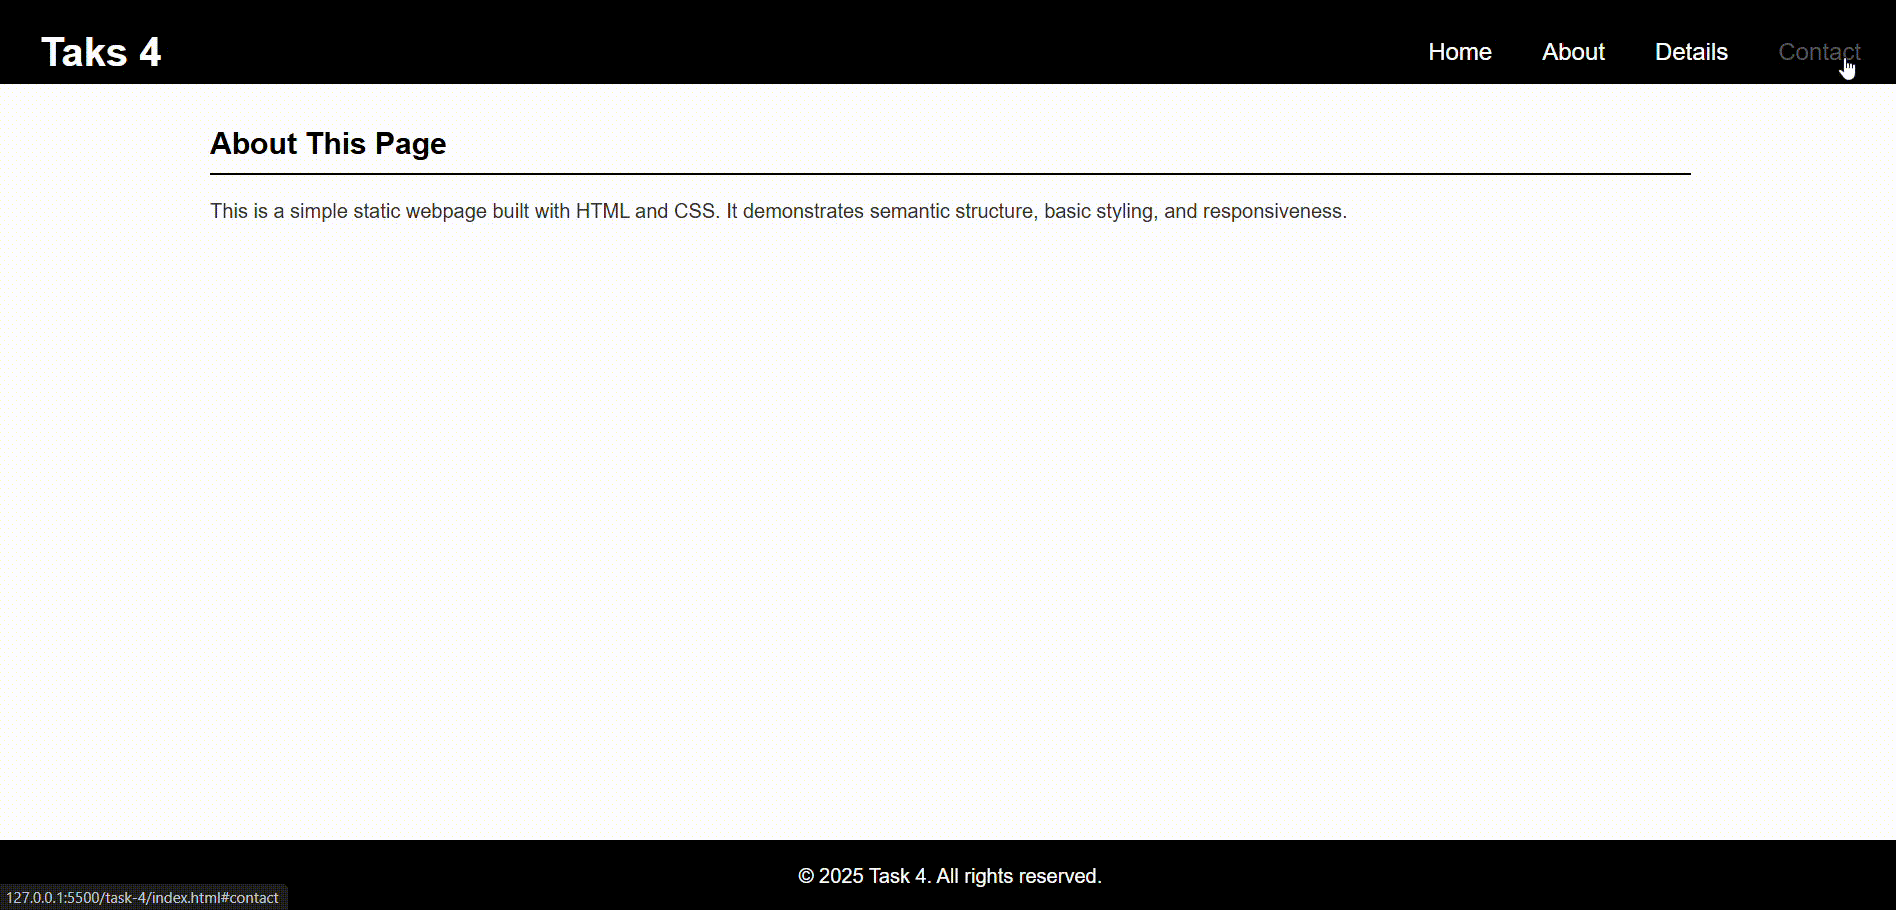 Taks 4
Home About Details Contact
About This Page
This is a simple static webpage built with HTML and CSS. It demonstrates semantic structure, basic styling, and responsiveness.
© 2025 Task 4. All rights reserved.
127.0.0.1:5500/task-4/index.html#contact